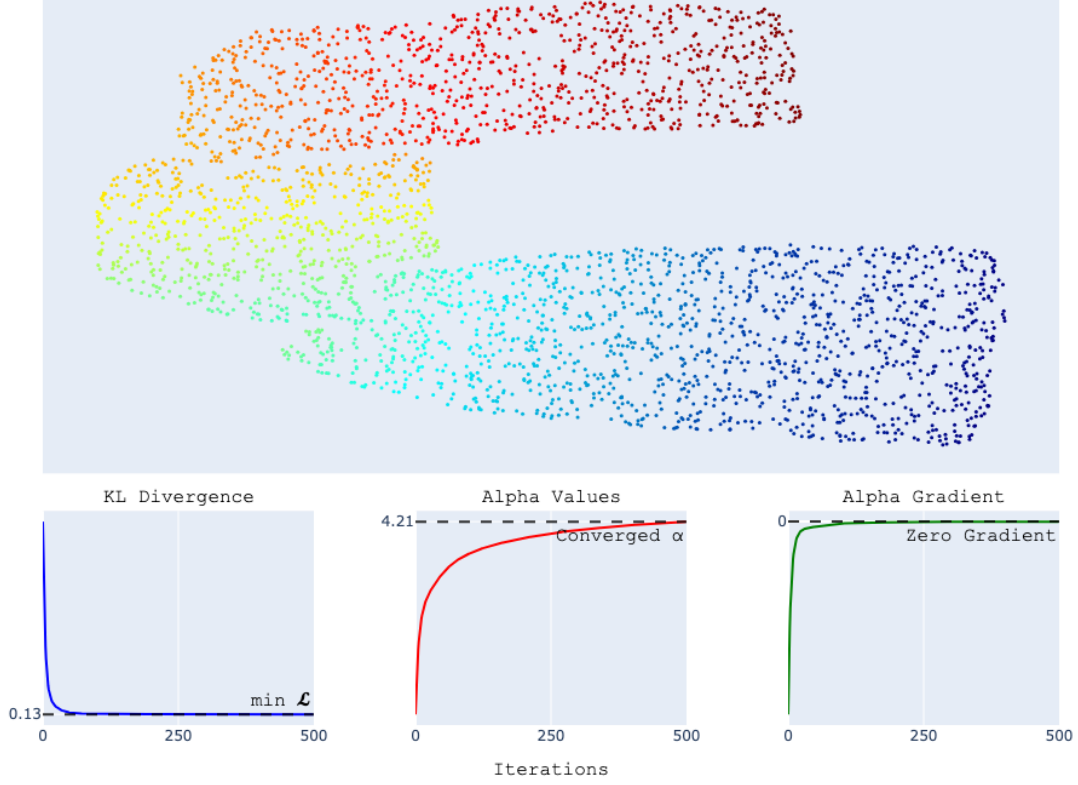 KL Divergence
Alpha Values
Alpha Gradient
4.21
Converged α
0
Zero Gradient
min ℒ
0.13
0 250 500
0 250 500
0 250 500
Iterations